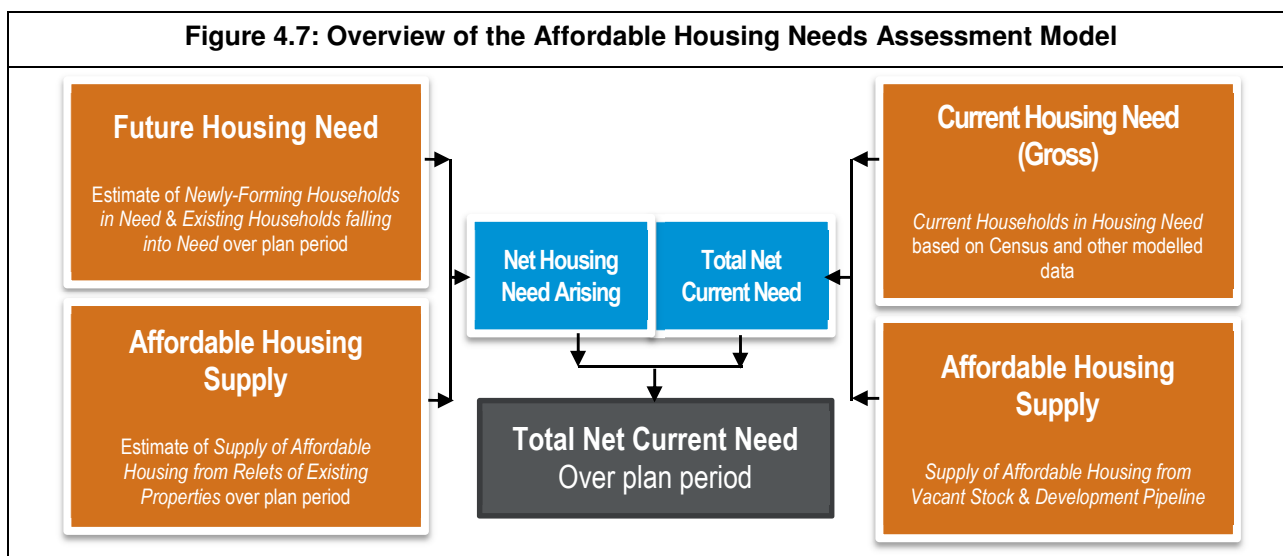 Figure 4.7: Overview of the Affordable Housing Needs Assessment Model
Future Housing Need
Estimate of Newly-Forming Households
in Need & Existing Households falling
into Need over plan period
Affordable Housing
Supply
Estimate of Supply of Affordable
Housing from Relets of Existing
Properties over plan period
Net Housing
Need Arising
Total Net
Current Need
Total Net Current Need
Over plan period
Current Housing Need
(Gross)
Current Households in Housing Need
based on Census and other modelled
data
Affordable Housing
Supply
Supply of Affordable Housing from
Vacant Stock & Development Pipeline